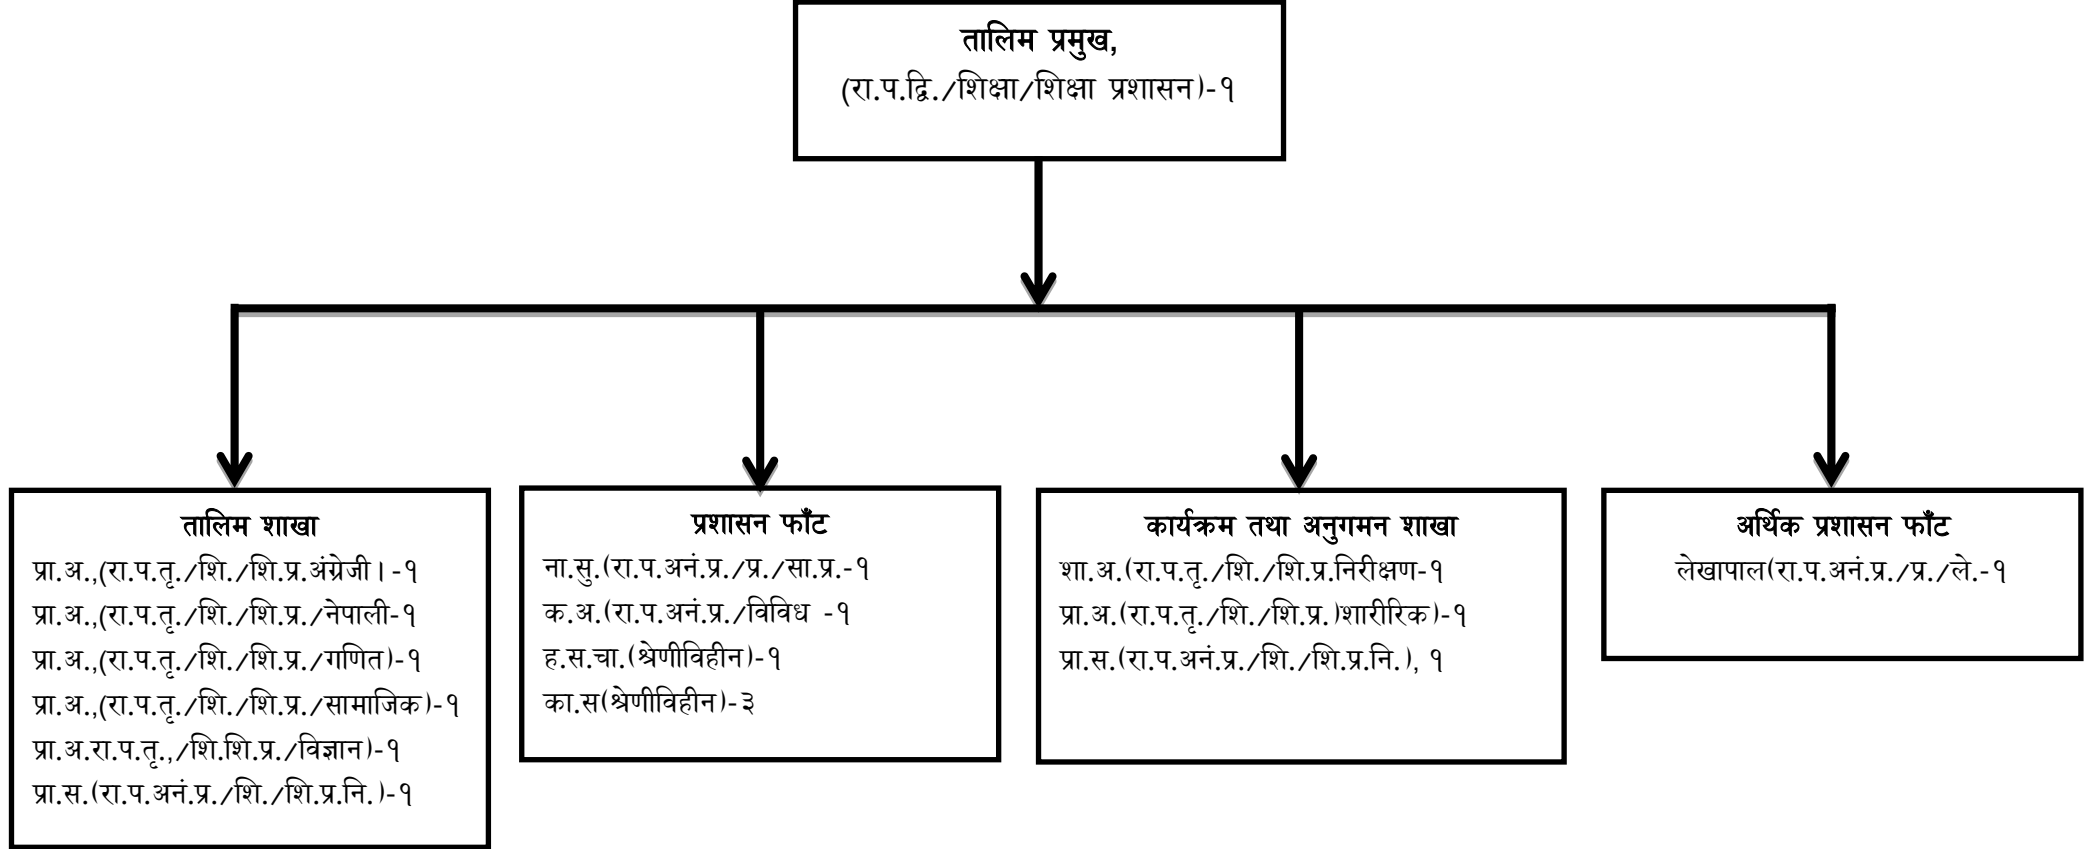 तालिम प्रमुख,
(रा.प.द्वि./शिक्षा/शिक्षा प्रशासन)-१
तालिम शाखा
प्रा.अ.,(रा.प.तृ./शि./शि.प्र.अंग्रेजी।-१
प्रा.अ.,(रा.प.तृ./शि./शि.प्र./नेपाली-१
प्रा.अ.,(रा.प.तृ./शि./शि.प्र./गणित)-१
प्रा.अ.,(रा.प.तृ./शि./शि.प्र./सामाजिक)-१
प्रा.अ.रा.प.तृ.,/शि.शि.प्र./विज्ञान)-१
प्रा.स.(रा.प.अनं.प्र./शि./शि.प्र.नि.)-१
प्रशासन फाँट
ना.सु.(रा.प.अनं.प्र./प्र./सा.प्र.-१
क.अ.(रा.प.अनं.प्र./विविध -१
ह.स.चा.(श्रेणीविहीन)-१
का.स(श्रेणीविहीन)-३
कार्यक्रम तथा अनुगमन शाखा
शा.अ.(रा.प.तृ./शि./शि.प्र.निरीक्षण-१
प्रा.अ.(रा.प.तृ./शि./शि.प्र.)शारीरिक)-१
प्रा.स.(रा.प.अनं.प्र./शि./शि.प्र.नि.), १
अर्थिक प्रशासन फाँट
लेखापाल(रा.प.अनं.प्र./प्र./ले.-१